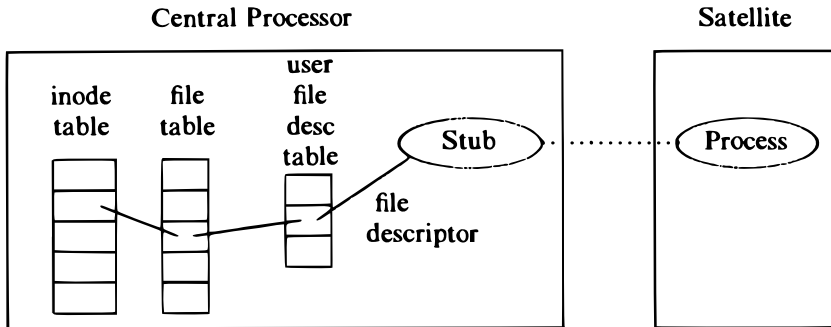 Central Processor
Satellite
inode
table
file
table
user
file
desc
table
Stub
Process
file
descriptor